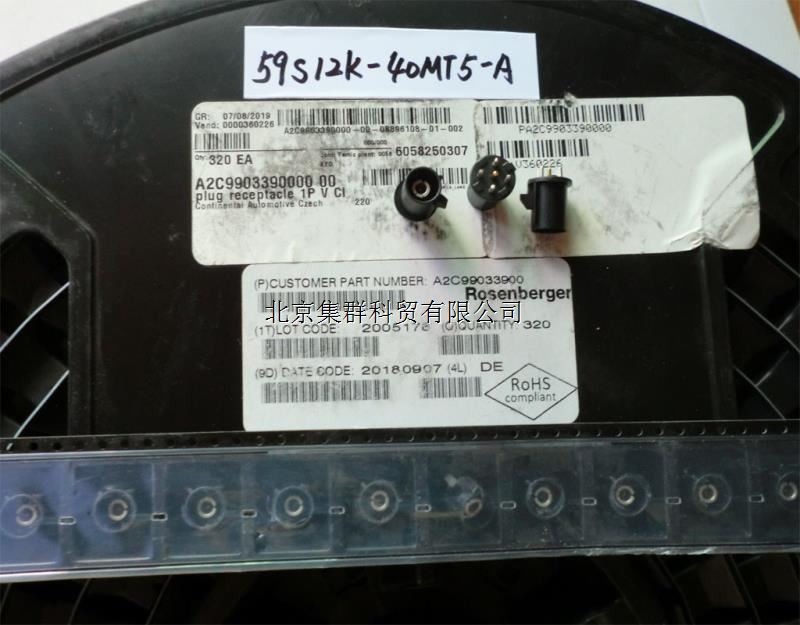 59S12K-40MT5-A
GR: 07/08/2019
Vend: 0000360226
A2C9903390000-00-08896108-01-002
PA2C9903390000
Qty: 320 EA
6058250307
V360226
A2C9903390000 00
plug receptacle 1P V CI
Continental Automotive Czech
220
(P)CUSTOMER PART NUMBER: A2C99033900
Rosenberger
北京集群科贸有限公司
(1T)LOT CODE: 2005176 (Q)QUANTITY: 320
(9D) DATE CODE: 20180907 (4L) DE
RoHS
compliant